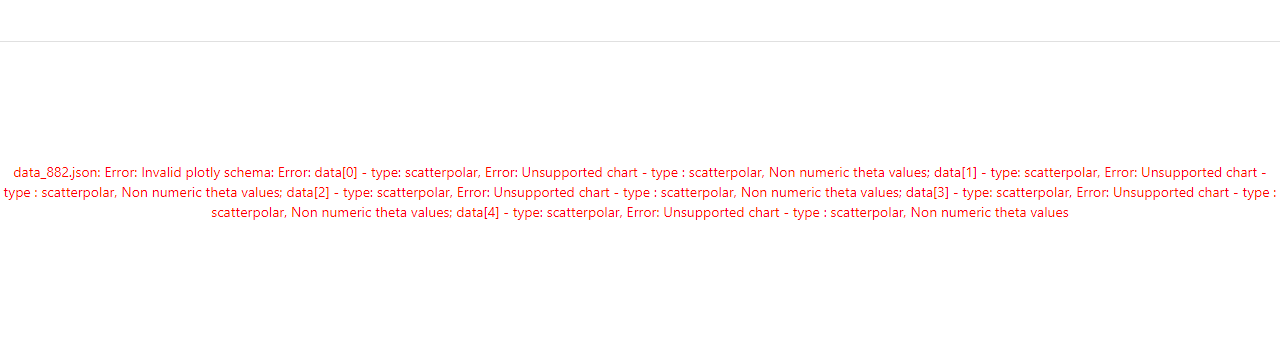 data_882.json: Error: Invalid plotly schema: Error: data[0] - type: scatterpolar, Error: Unsupported chart - type : scatterpolar, Non numeric theta values; data[1] - type: scatterpolar, Error: Unsupported chart -
type : scatterpolar, Non numeric theta values; data[2] - type: scatterpolar, Error: Unsupported chart - type : scatterpolar, Non numeric theta values; data[3] - type: scatterpolar, Error: Unsupported chart - type :
scatterpolar, Non numeric theta values; data[4] - type: scatterpolar, Error: Unsupported chart - type : scatterpolar, Non numeric theta values